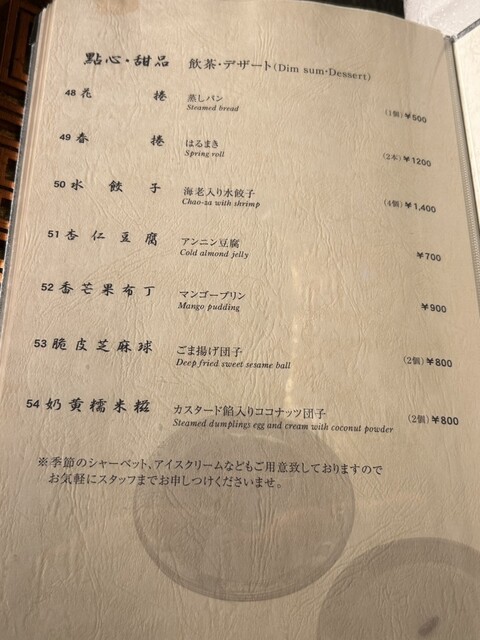 點心・甜品 飲茶・デザート(Dim sum・Dessert)
48 花捲 蒸しパン (1個)¥500
Steamed bread
49 春捲 はるまき (2本)¥1200
Spring roll
50 水餃子 海老入り水餃子 (4個)¥1,400
Chao-za with shrimp
51 杏仁豆腐 アンニン豆腐 ¥700
Cold almond jelly
52 香芒果布丁 マンゴープリン ¥900
Mango pudding
53 脆皮芝麻球 ごま揚げ団子 (2個)¥800
Deep fried sweet sesame ball
54 奶黄糯米糍 カスタード餡入りココナッツ団子 (2個)¥800
Steamed dumplings egg and cream with coconut powder
※季節のシャーベット、アイスクリームなどもご用意致しておりますので
お気軽にスタッフまでお申しつけくださいませ。